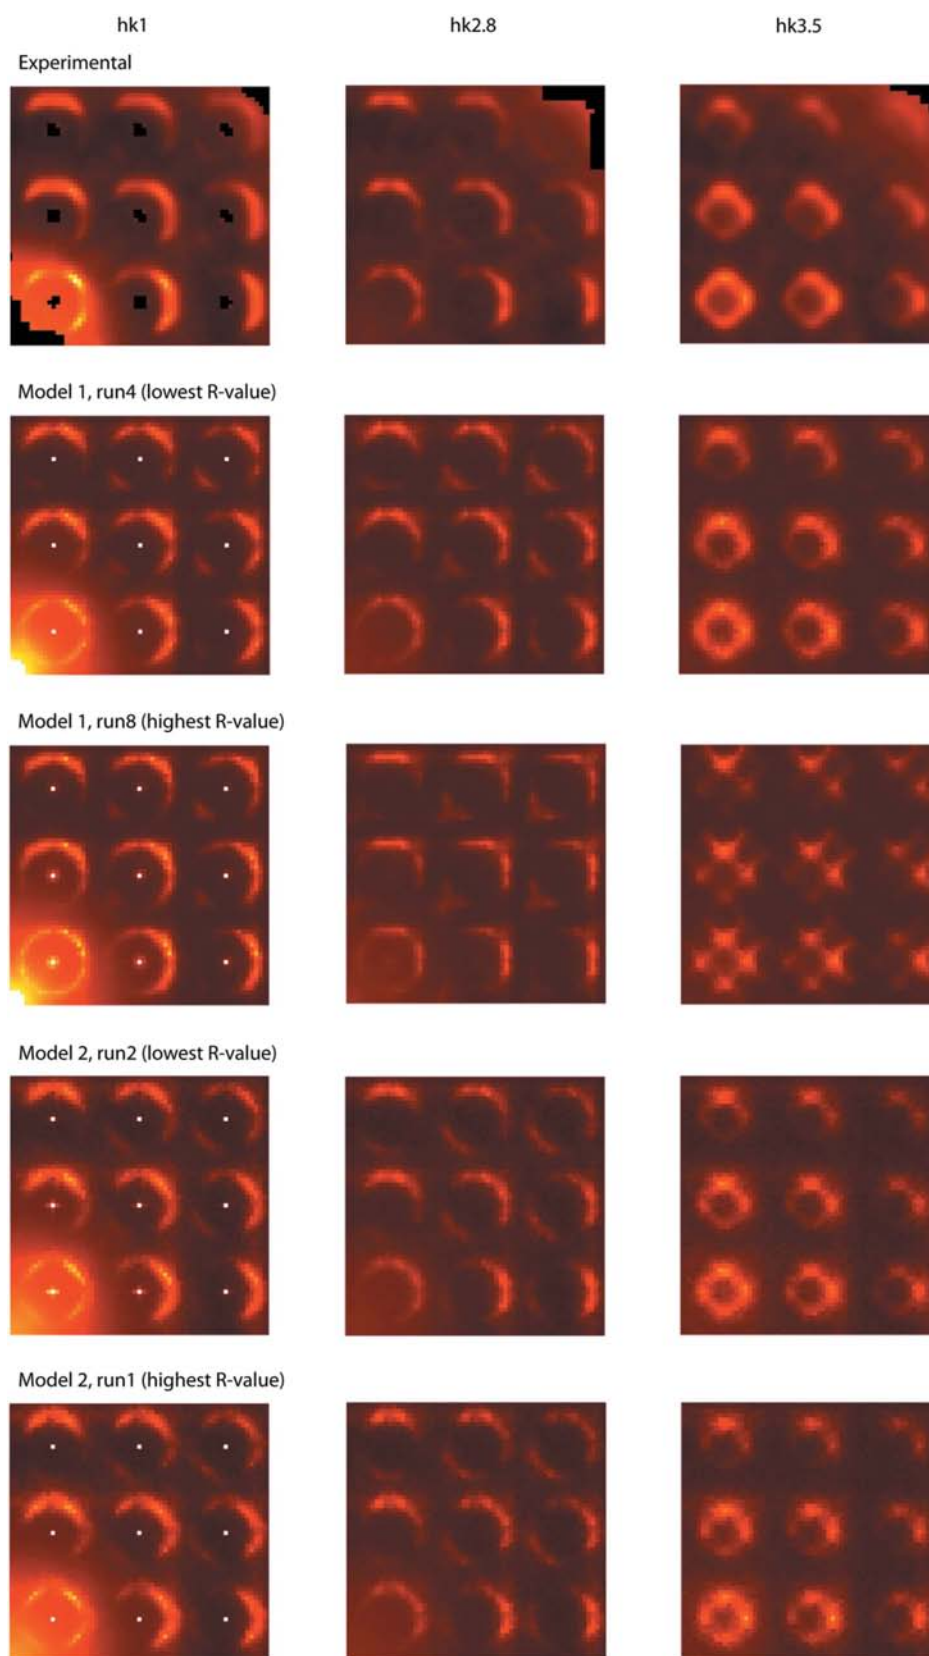 hk1 hk2.8 hk3.5
Experimental
Model 1, run4 (lowest R-value)
Model 1, run8 (highest R-value)
Model 2, run2 (lowest R-value)
Model 2, run1 (highest R-value)